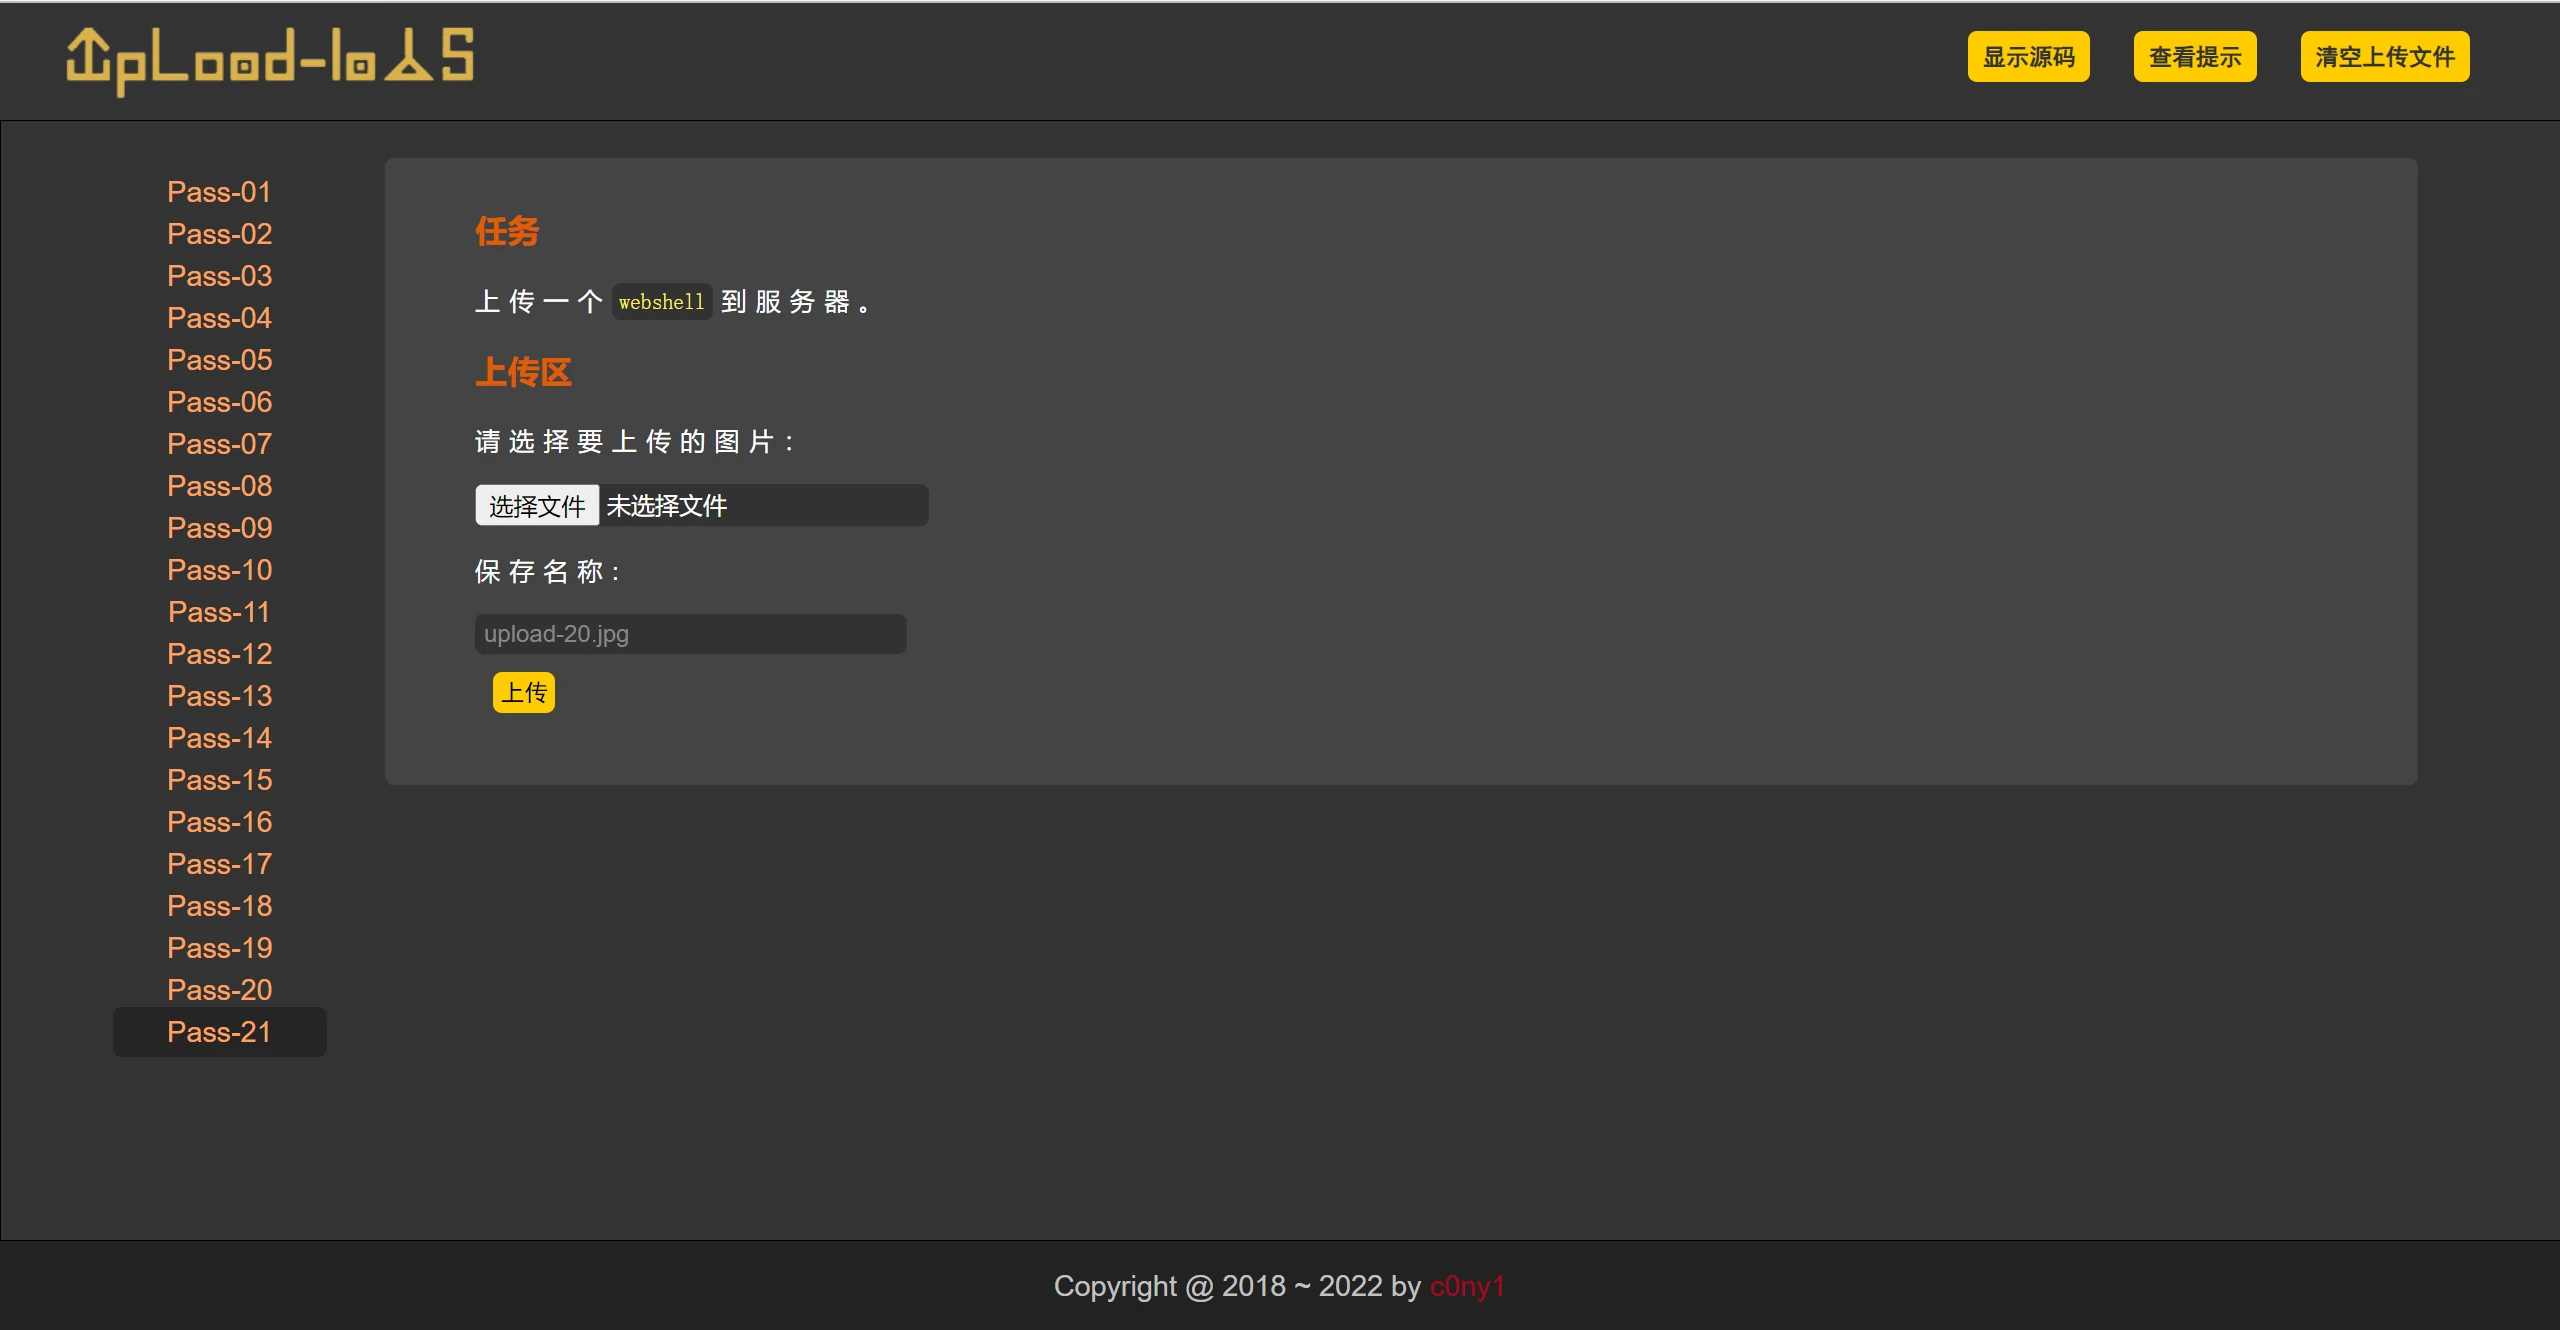 UpLoad-labs
显示源码 查看提示 清空上传文件
Pass-01
Pass-02
Pass-03
Pass-04
Pass-05
Pass-06
Pass-07
Pass-08
Pass-09
Pass-10
Pass-11
Pass-12
Pass-13
Pass-14
Pass-15
Pass-16
Pass-17
Pass-18
Pass-19
Pass-20
Pass-21
任务
上传一个 webshell 到服务器。
上传区
请选择要上传的图片:
选择文件 未选择文件
保存名称:
upload-20.jpg
上传
Copyright @ 2018 ~ 2022 by c0ny1